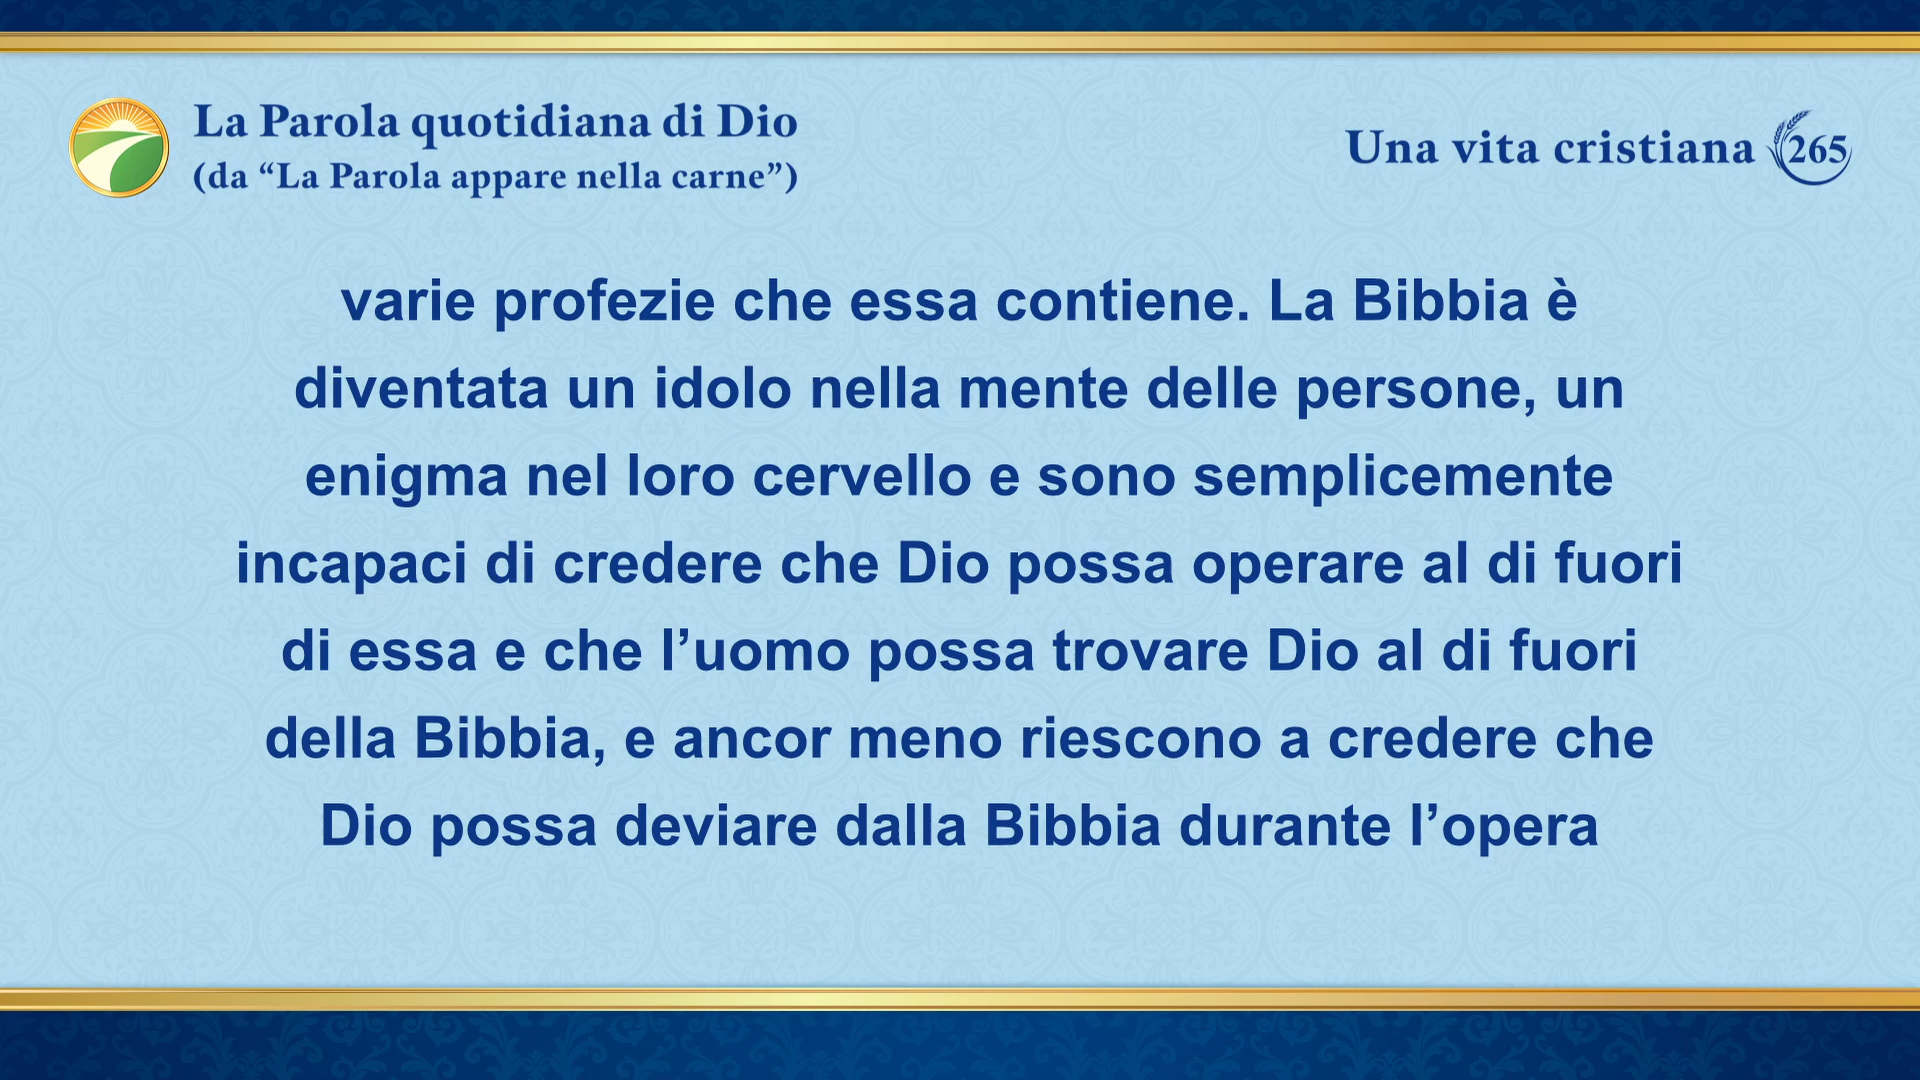 La Parola quotidiana di Dio
(da “La Parola appare nella carne”)
Una vita cristiana 265
varie profezie che essa contiene. La Bibbia è
diventata un idolo nella mente delle persone, un
enigma nel loro cervello e sono semplicemente
incapaci di credere che Dio possa operare al di fuori
di essa e che l’uomo possa trovare Dio al di fuori
della Bibbia, e ancor meno riescono a credere che
Dio possa deviare dalla Bibbia durante l’opera